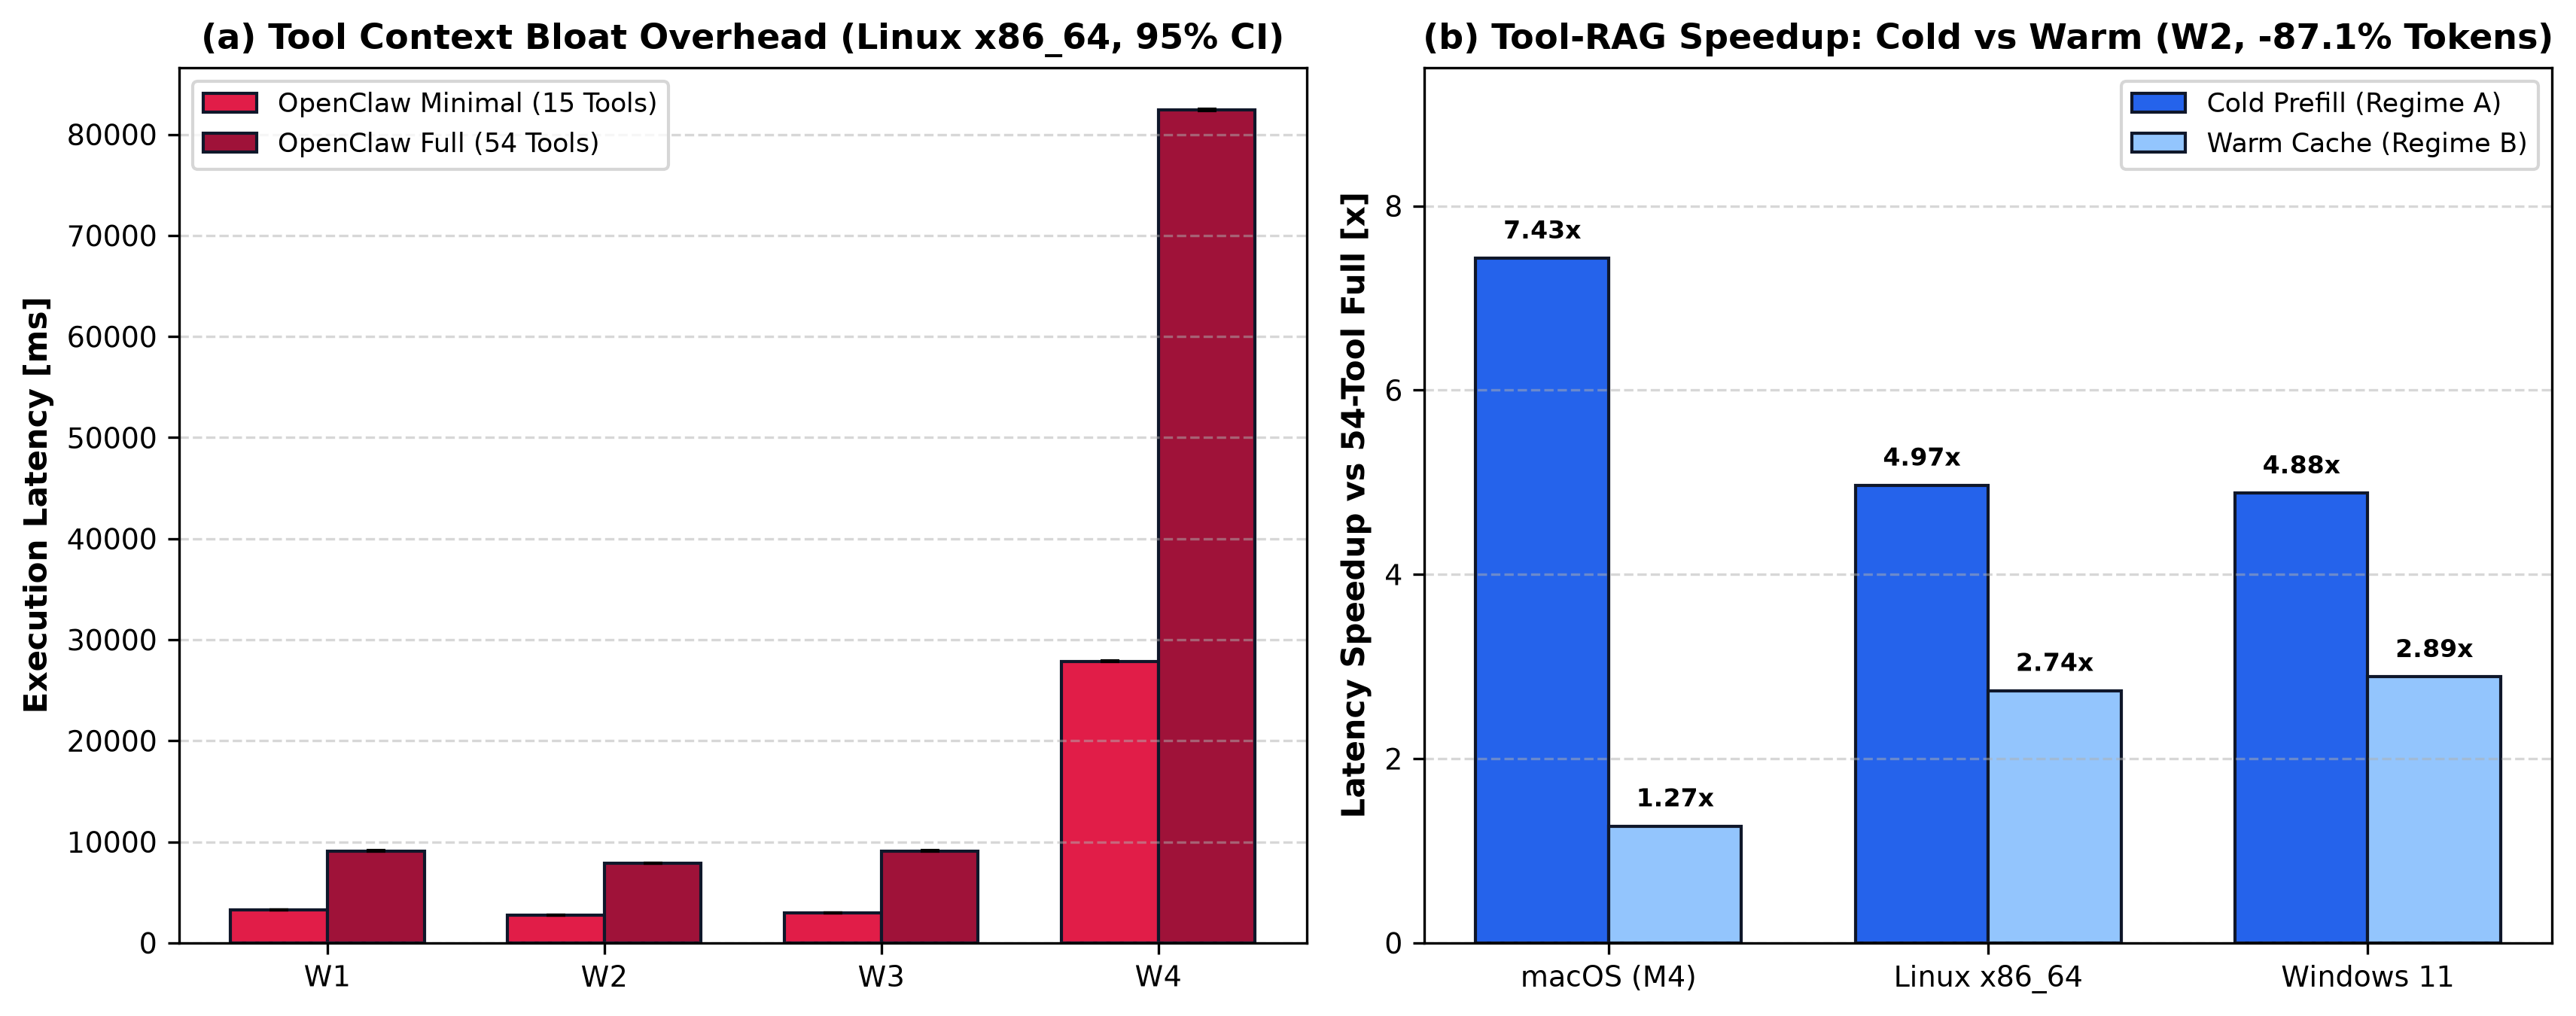 (a) Tool Context Bloat Overhead (Linux x86_64, 95% CI)
OpenClaw Minimal (15 Tools)
OpenClaw Full (54 Tools)
Execution Latency [ms]
80000
70000
60000
50000
40000
30000
20000
10000
0
W1 W2 W3 W4
(b) Tool-RAG Speedup: Cold vs Warm (W2, -87.1% Tokens)
Cold Prefill (Regime A)
Warm Cache (Regime B)
Latency Speedup vs 54-Tool Full [x]
8
6
4
2
0
7.43x
1.27x
4.97x
2.74x
4.88x
2.89x
macOS (M4) Linux x86_64 Windows 11